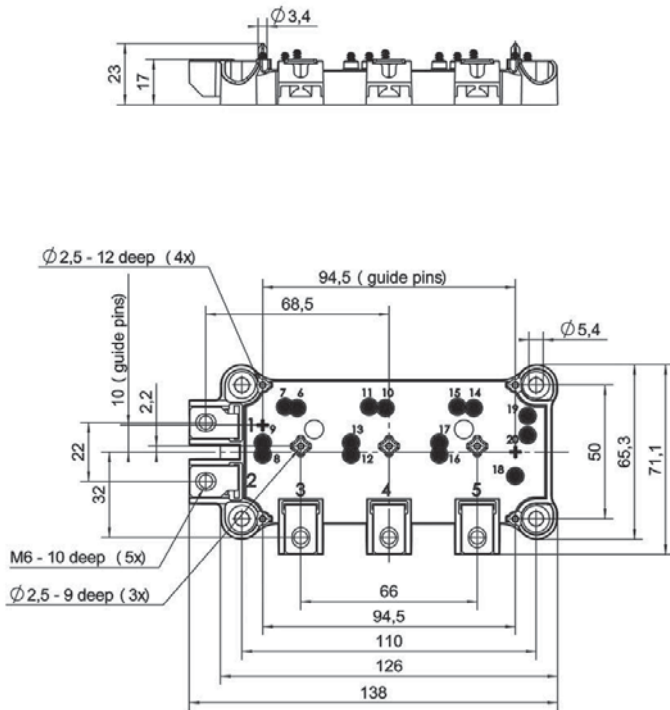 Ø3,4
23
17
Ø2,5 - 12 deep (4x)
94,5 ( guide pins)
68,5
Ø5,4
10 ( guide pins)
2,2
22
32
7 6 11 10 15 14
19
1 9 13 17
20
8 12 16
18
2 3 4 5
50
65,3
71,1
M6 - 10 deep (5x)
Ø2,5 - 9 deep (3x)
66
94,5
110
126
138